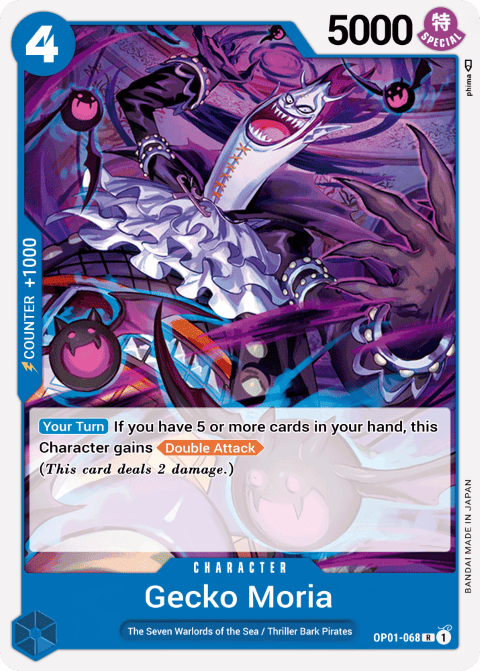 4
5000
特
SPECIAL
phima
COUNTER +1000
Your Turn If you have 5 or more cards in your hand, this
Character gains Double Attack
(This card deals 2 damage.)
BANDAI MADE IN JAPAN
CHARACTER
Gecko Moria
The Seven Warlords of the Sea / Thriller Bark Pirates
OP01-068 R 1